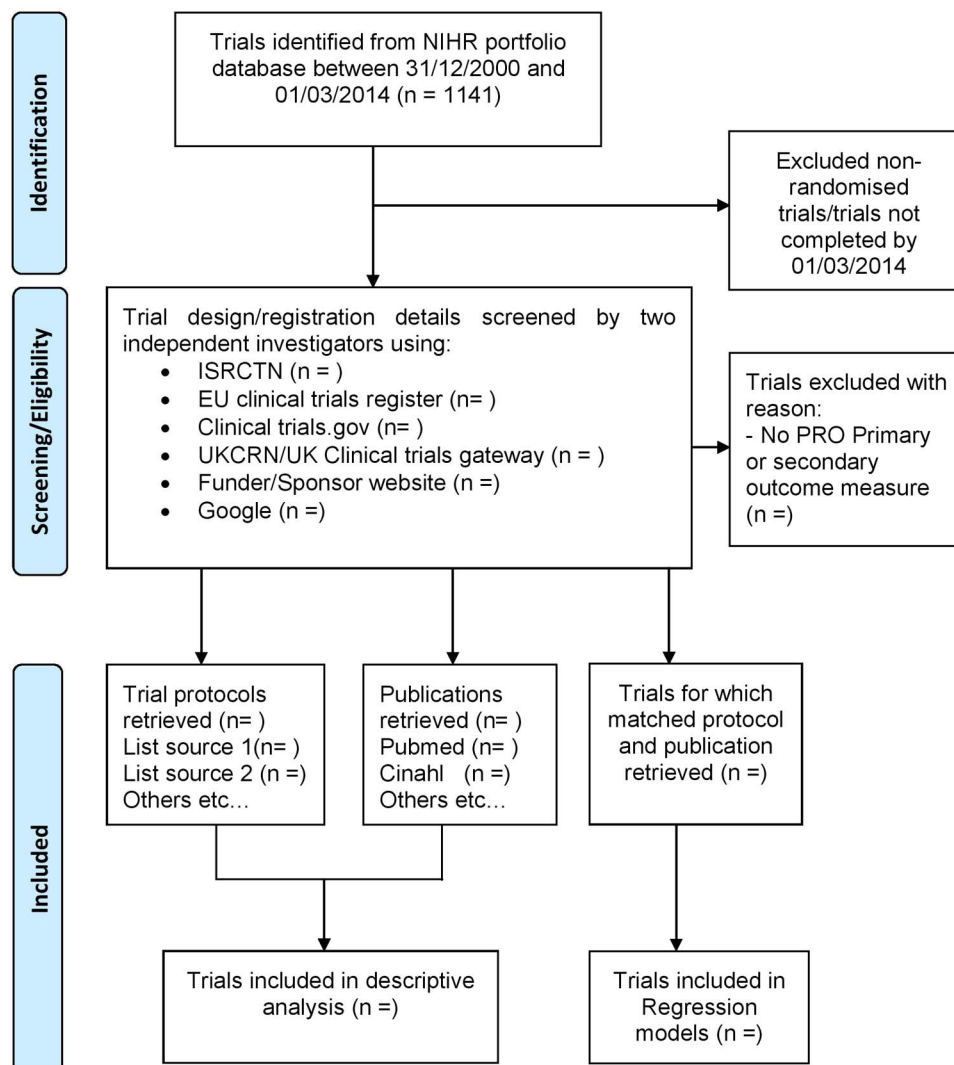 Identification
Trials identified from NIHR portfolio
database between 31/12/2000 and
01/03/2014 (n = 1141)
Excluded non-
randomised
trials/trials not
completed by
01/03/2014
Screening/Eligibility
Trial design/registration details screened by two
independent investigators using:
• ISRCTN (n = )
• EU clinical trials register (n= )
• Clinical trials.gov (n= )
• UKCRN/UK Clinical trials gateway (n = )
• Funder/Sponsor website (n =)
• Google (n =)
Trials excluded with
reason:
- No PRO Primary
or secondary
outcome measure
(n =)
Included
Trial protocols
retrieved (n= )
List source 1(n= )
List source 2 (n =)
Others etc…
Publications
retrieved (n= )
Pubmed (n= )
Cinahl (n =)
Others etc…
Trials for which
matched protocol
and publication
retrieved (n =)
Trials included in descriptive
analysis (n =)
Trials included in
Regression
models (n =)